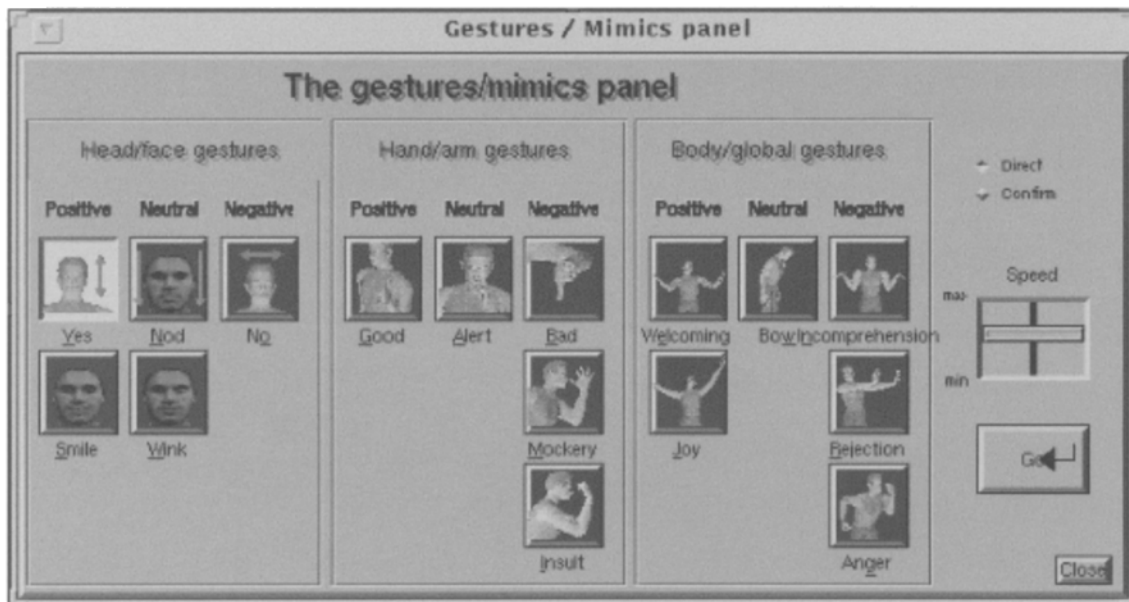 Gestures / Mimics panel
The gestures/mimics panel
Head/face gestures
Positive Neutral Negative
Yes Nod No
Smile Wink
Hand/arm gestures
Positive Neutral Negative
Good Alert Bad
Mockery
Insult
Body/global gestures
Positive Neutral Negative
Welcoming Bow Incomprehension
Joy Rejection
Anger
Direct
Confirm
Speed
max
min
Go
Close